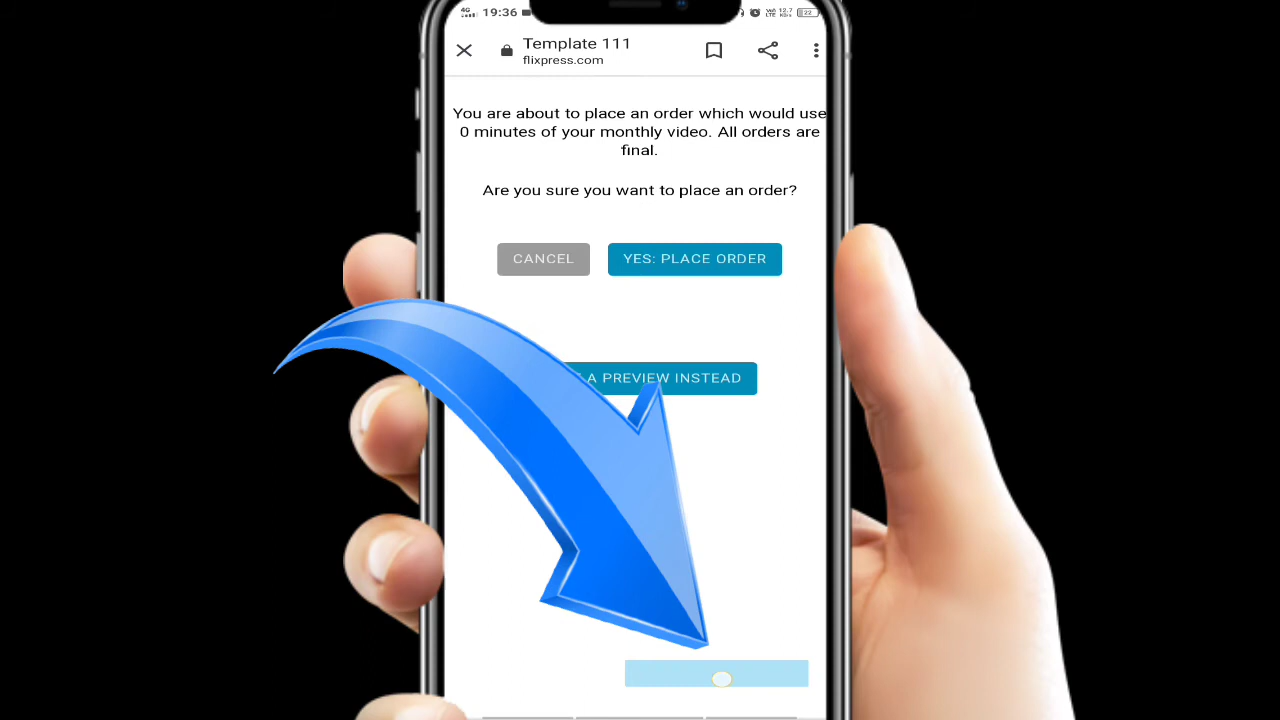 4G 19:36 22
Template 111
flixpress.com
You are about to place an order which would use
0 minutes of your monthly video. All orders are
final.
Are you sure you want to place an order?
CANCEL YES: PLACE ORDER
A PREVIEW INSTEAD